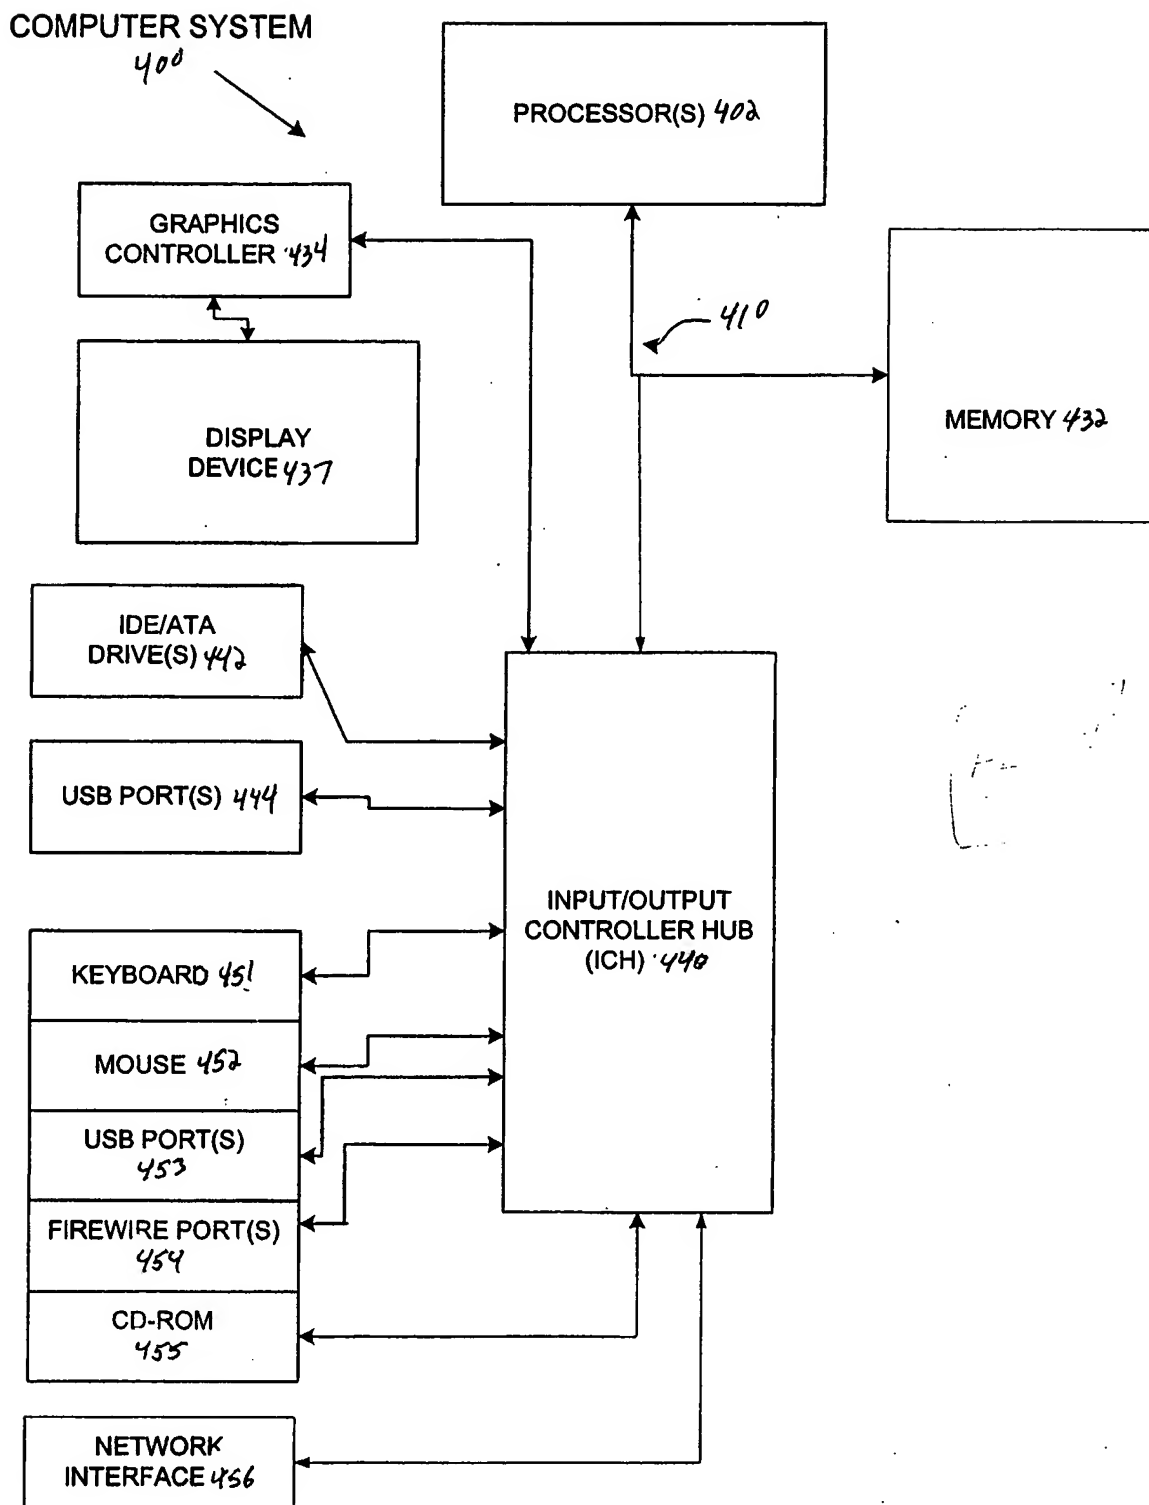 COMPUTER SYSTEM
400
PROCESSOR(S) 402
GRAPHICS
CONTROLLER 434
410
MEMORY 432
DISPLAY
DEVICE 437
IDE/ATA
DRIVE(S) 442
USB PORT(S) 444
INPUT/OUTPUT
CONTROLLER HUB
(ICH) 440
KEYBOARD 451
MOUSE 452
USB PORT(S)
453
FIREWIRE PORT(S)
454
CD-ROM
455
NETWORK
INTERFACE 456